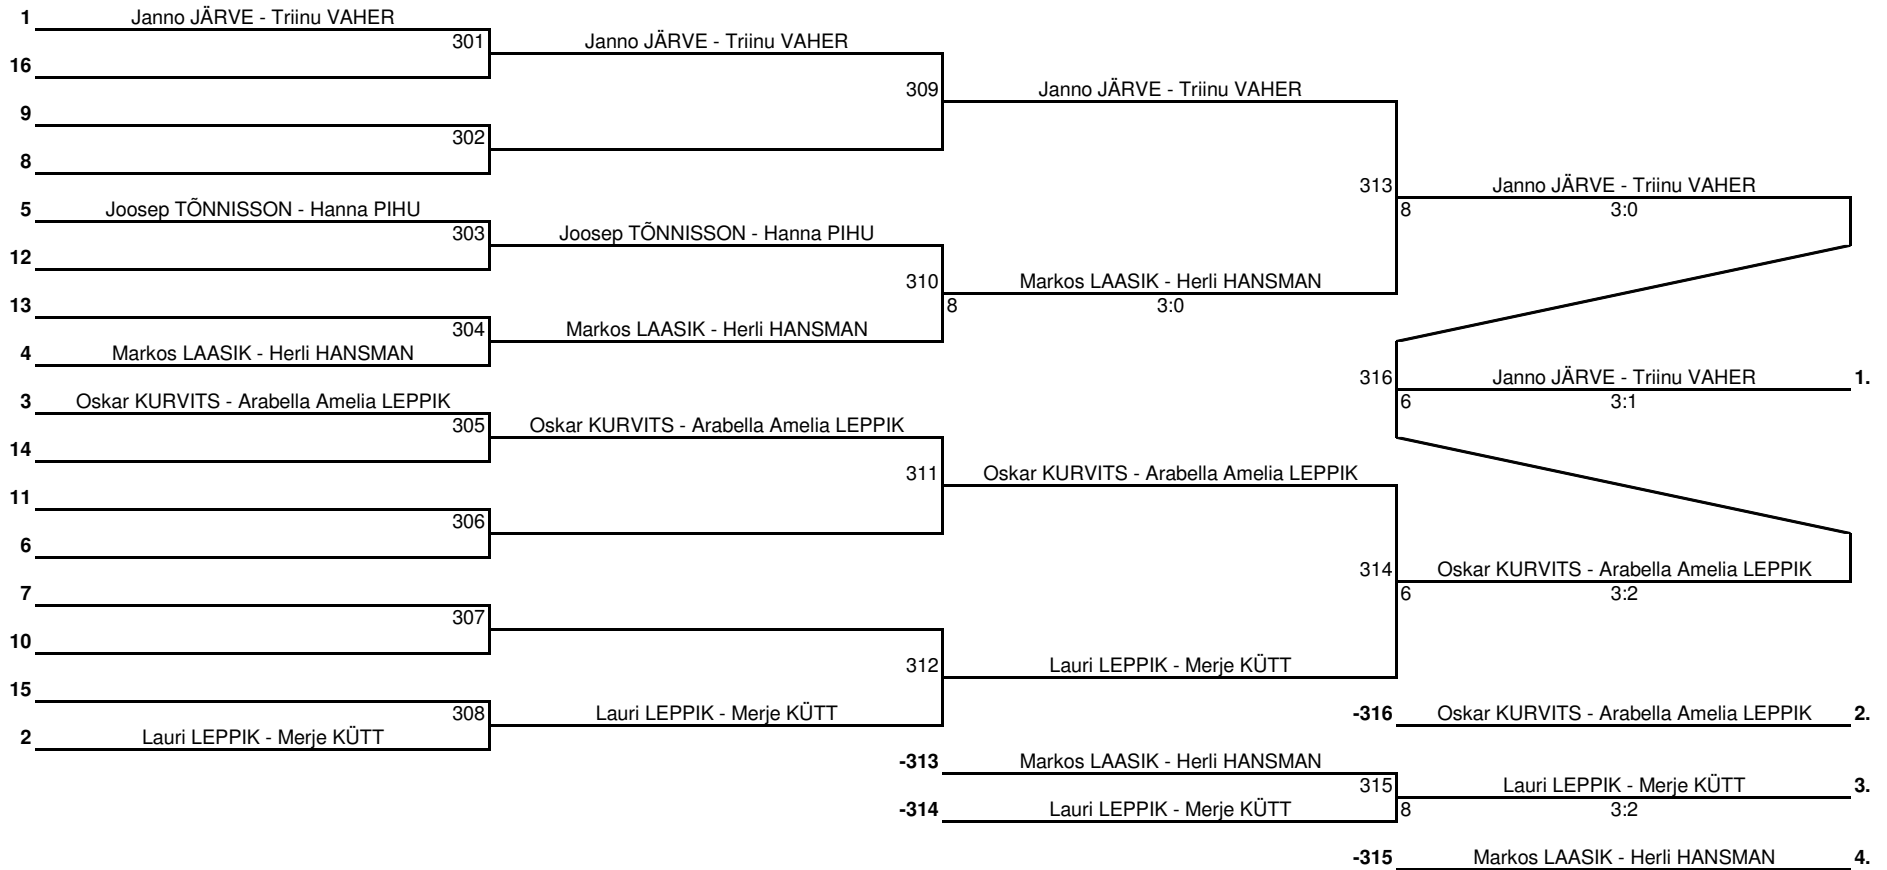 1 Janno JÄRVE - Triinu VAHER
301 Janno JÄRVE - Triinu VAHER
16
309 Janno JÄRVE - Triinu VAHER
9
302
8
313 Janno JÄRVE - Triinu VAHER
5 Joosep TÕNNISSON - Hanna PIHU
8 3:0
303 Joosep TÕNNISSON - Hanna PIHU
12
310 Markos LAASIK - Herli HANSMAN
13
8 3:0
304 Markos LAASIK - Herli HANSMAN
4 Markos LAASIK - Herli HANSMAN
316 Janno JÄRVE - Triinu VAHER 1.
3 Oskar KURVITS - Arabella Amelia LEPPIK
6 3:1
305 Oskar KURVITS - Arabella Amelia LEPPIK
14
311 Oskar KURVITS - Arabella Amelia LEPPIK
11
306
6
314 Oskar KURVITS - Arabella Amelia LEPPIK
7
6 3:2
307
10
312 Lauri LEPPIK - Merje KÜTT
15
308 Lauri LEPPIK - Merje KÜTT
-316 Oskar KURVITS - Arabella Amelia LEPPIK 2.
2 Lauri LEPPIK - Merje KÜTT
-313 Markos LAASIK - Herli HANSMAN
315 Lauri LEPPIK - Merje KÜTT 3.
-314 Lauri LEPPIK - Merje KÜTT
8 3:2
-315 Markos LAASIK - Herli HANSMAN 4.